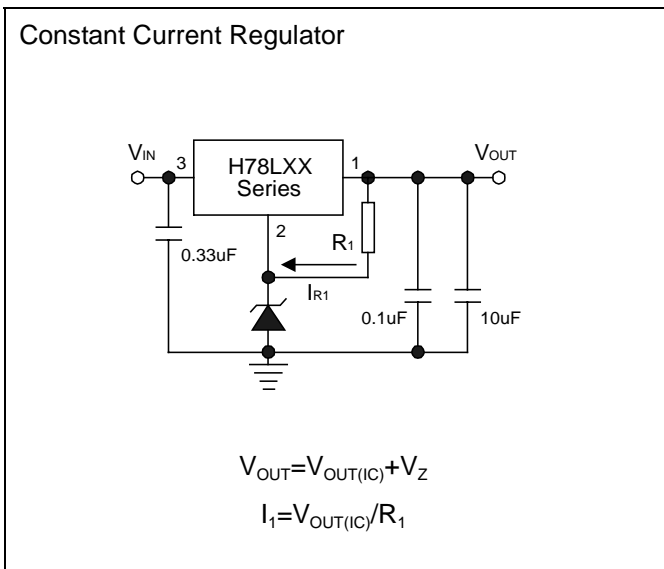 Constant Current Regulator
VIN
3
H78LXX
Series
1
VOUT
2
R1
0.33uF
IR1
0.1uF
10uF
VOUT=VOUT(IC)+VZ
I1=VOUT(IC)/R1